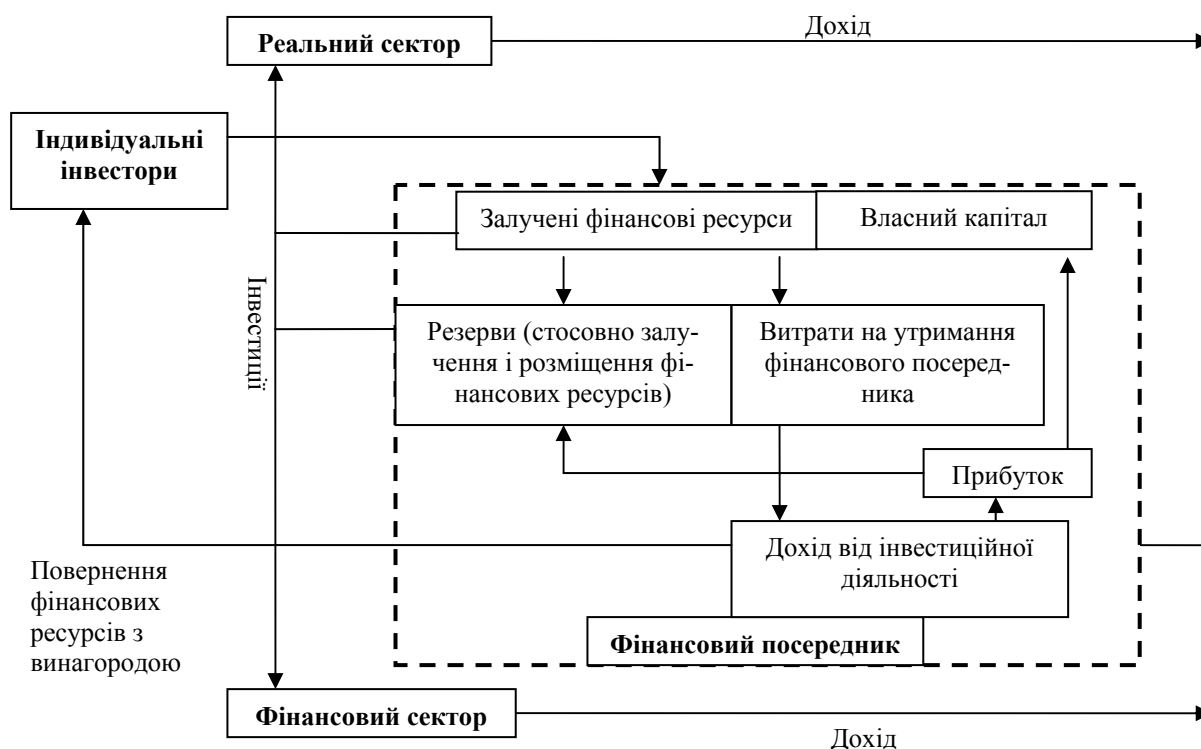 Дохід
Реальний сектор
Індивідуальні
інвестори
Залучені фінансові ресурси
Власний капітал
Інвестиції
Резерви (стосовно залу-
чення і розміщення фі-
нансових ресурсів)
Витрати на утримання
фінансового посеред-
ника
Прибуток
Дохід від інвестиційної
діяльності
Повернення
фінансових
ресурсів з
винагородою
Фінансовий посередник
Фінансовий сектор
Дохід